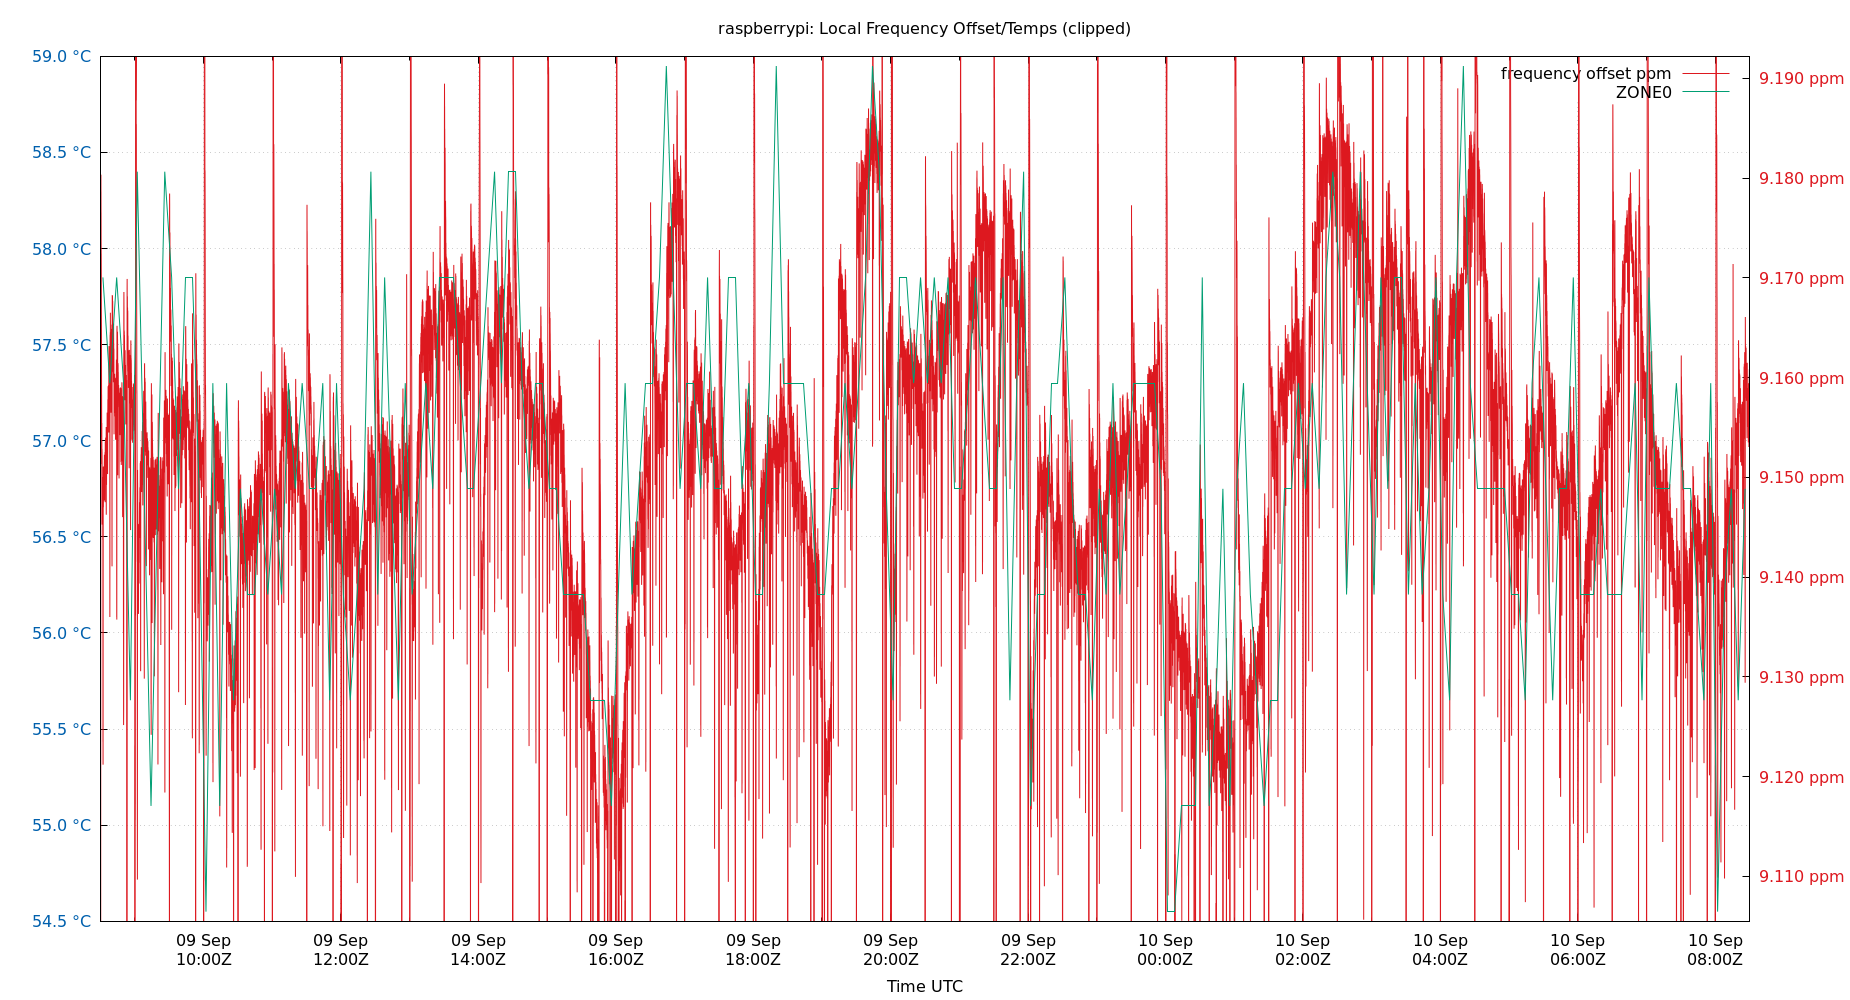 raspberrypi: Local Frequency Offset/Temps (clipped)
frequency offset ppm
ZONE0
59.0 °C
58.5 °C
58.0 °C
57.5 °C
57.0 °C
56.5 °C
56.0 °C
55.5 °C
55.0 °C
54.5 °C
9.190 ppm
9.180 ppm
9.170 ppm
9.160 ppm
9.150 ppm
9.140 ppm
9.130 ppm
9.120 ppm
9.110 ppm
09 Sep 09 Sep 09 Sep 09 Sep 09 Sep 09 Sep 09 Sep 10 Sep 10 Sep 10 Sep 10 Sep 10 Sep
10:00Z 12:00Z 14:00Z 16:00Z 18:00Z 20:00Z 22:00Z 00:00Z 02:00Z 04:00Z 06:00Z 08:00Z
Time UTC